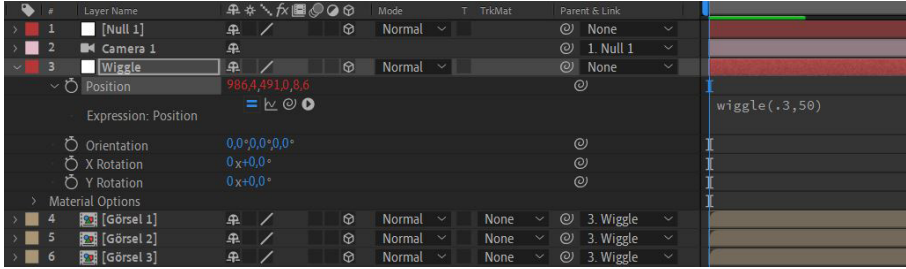 # Layer Name Mode T TrkMat Parent & Link
1 [Null 1] Normal None
2 Camera 1 1. Null 1
3 Wiggle Normal None
Position 986,4,491,0,8,6
Expression: Position wiggle(.3,50)
Orientation 0,0°,0,0°,0,0°
X Rotation 0x+0,0°
Y Rotation 0x+0,0°
Material Options
4 [Görsel 1] Normal None 3. Wiggle
5 [Görsel 2] Normal None 3. Wiggle
6 [Görsel 3] Normal None 3. Wiggle